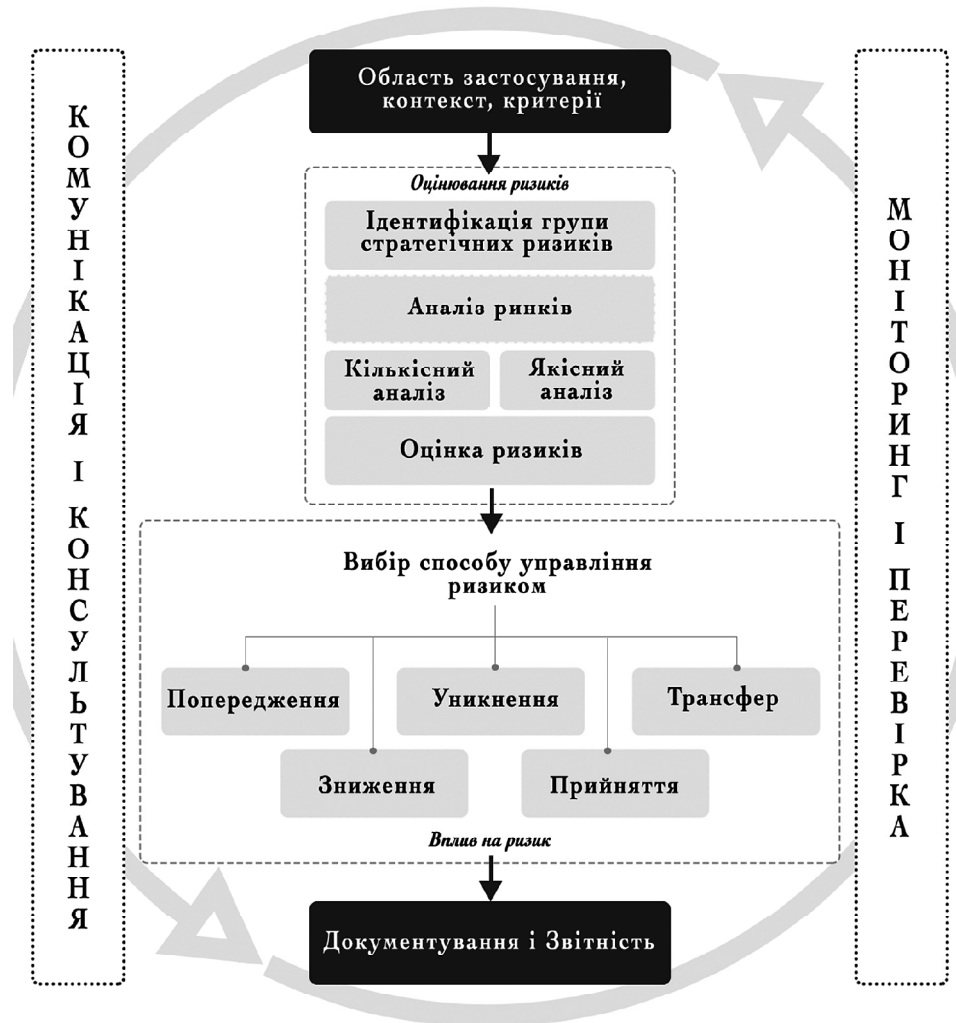 КОМУНІКАЦІЯ І КОНСУЛЬТУВАННЯ
Область застосування,
контекст, критерії
Оцінювання ризиків
Ідентифікація групи
стратегічних ризиків
Аналіз ринків
Кількісний
аналіз
Якісний
аналіз
Оцінка ризиків
Вибір способу управління
ризиком
Попередження
Уникнення
Трансфер
Зниження
Прийняття
Вплив на ризик
Документування і Звітність
МОНІТОРИНГ І ПЕРЕВІРКА